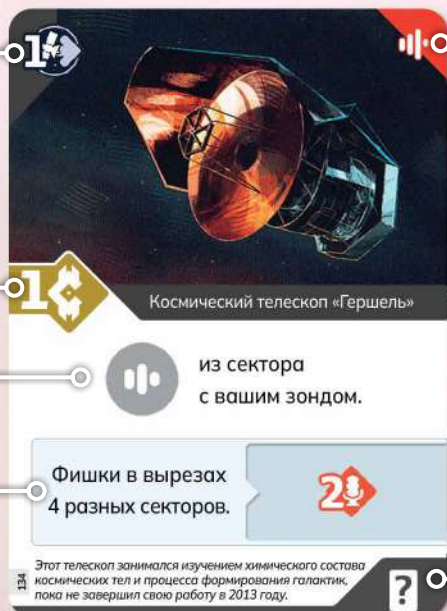 1
1
Космический телескоп «Гершель»
из сектора
с вашим зондом.
Фишки в вырезах
4 разных секторов.
2
134
Этот телескоп занимался изучением химического состава
космических тел и процесса формирования галактик,
пока не завершил свою работу в 2013 году.
?